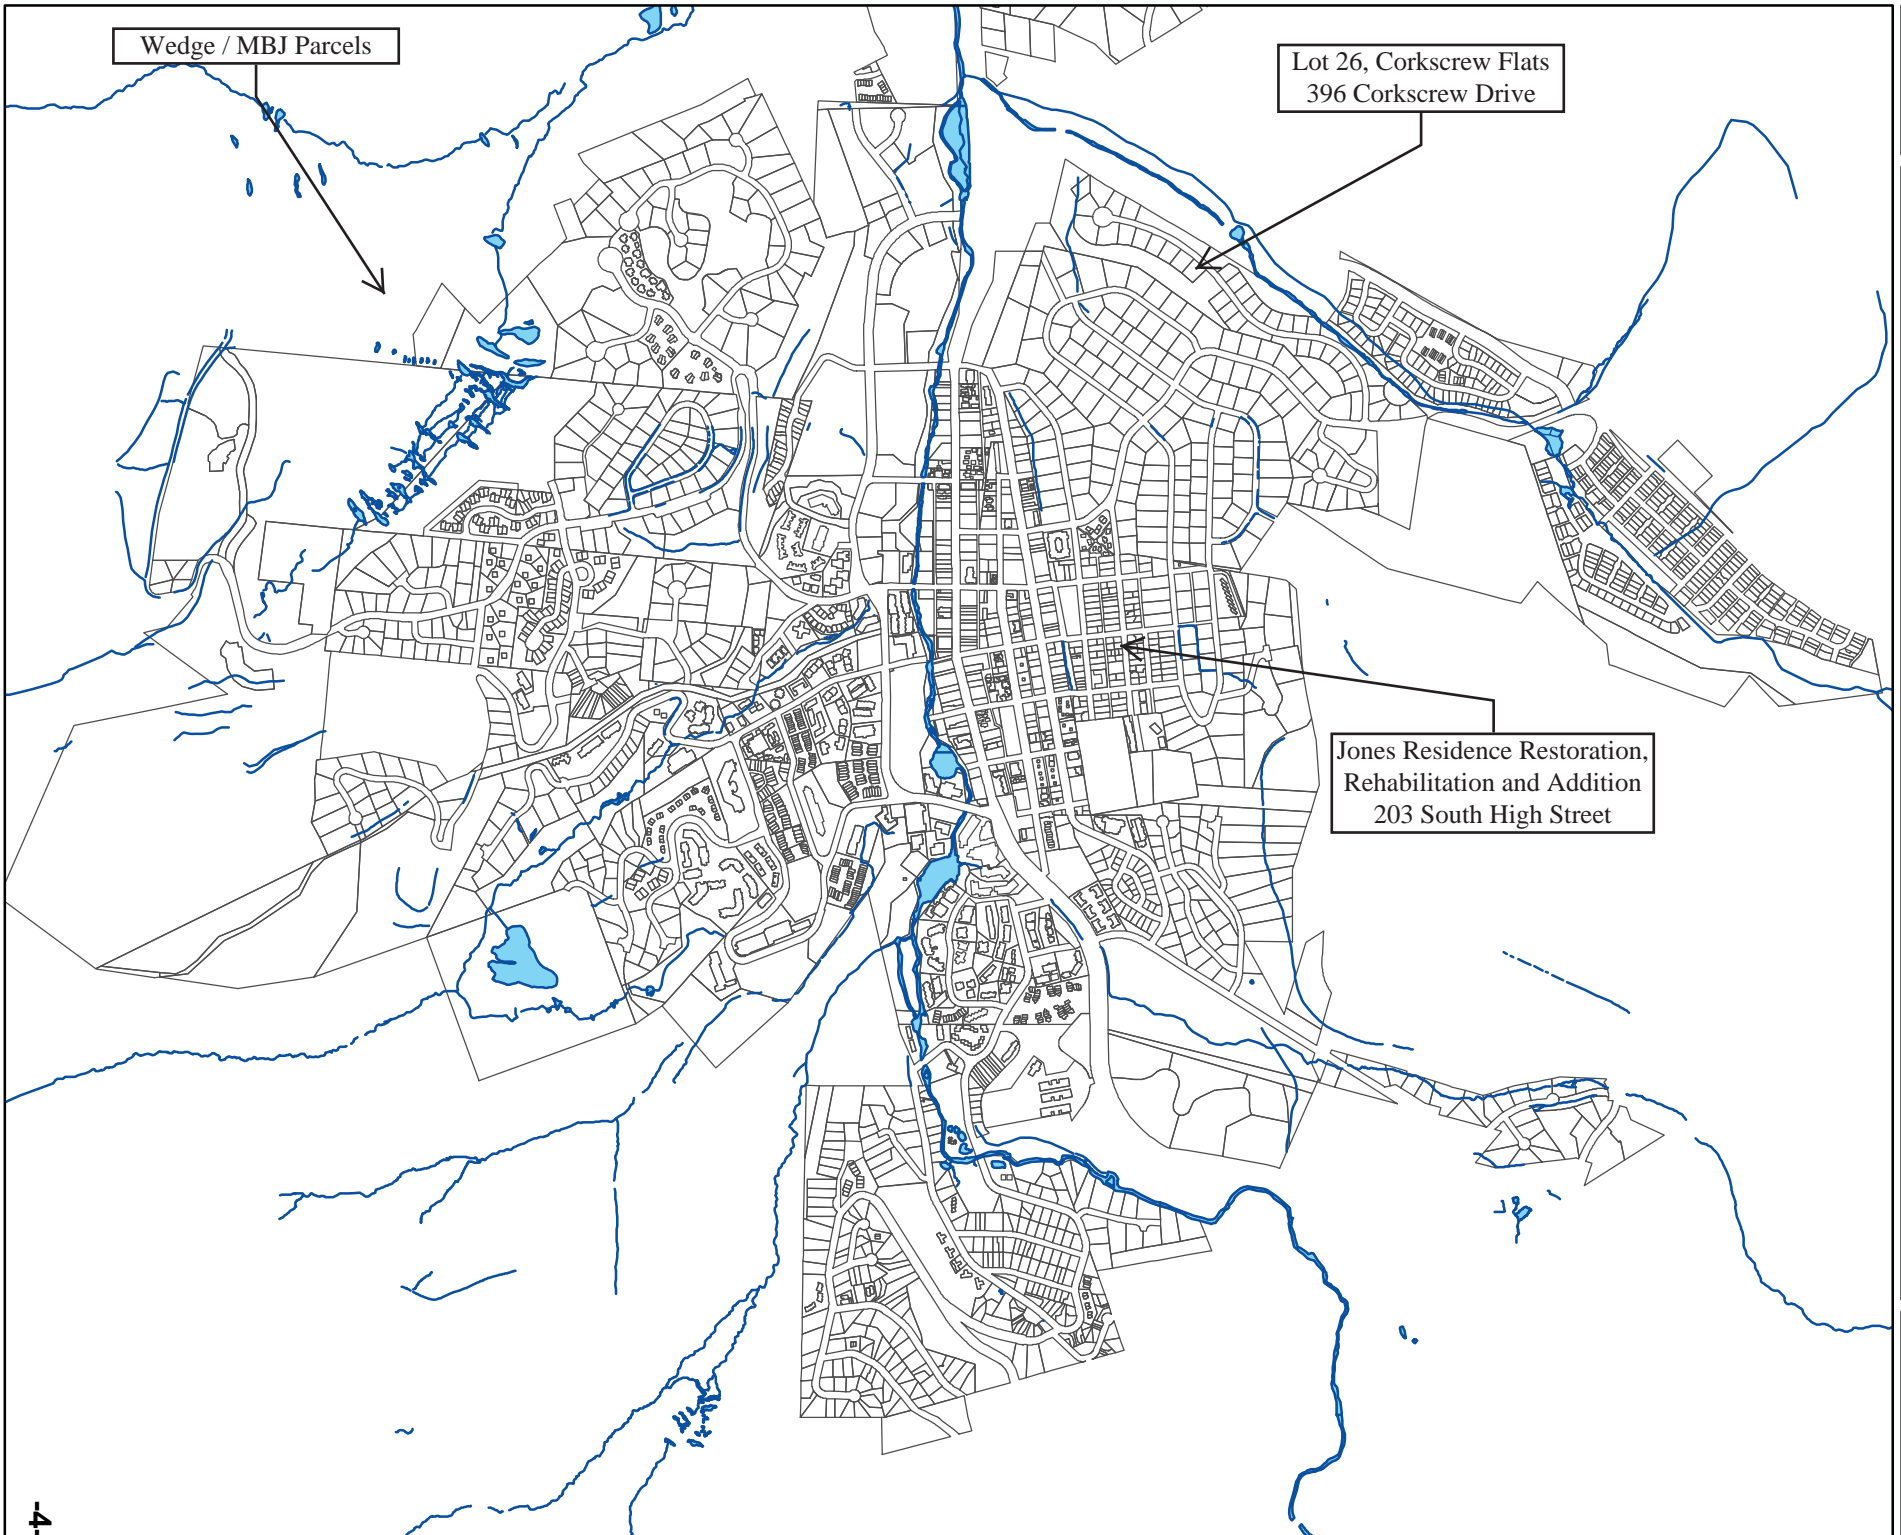 Wedge / MBJ Parcels
Lot 26, Corkscrew Flats
396 Corkscrew Drive
Jones Residence Restoration,
Rehabilitation and Addition
203 South High Street
-4-